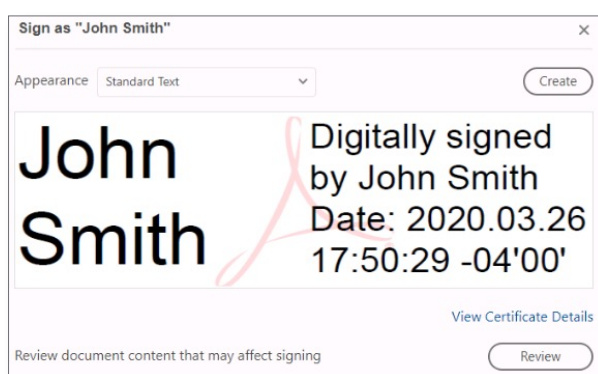 Sign as "John Smith"
Appearance Standard Text
Create
John
Smith
Digitally signed
by John Smith
Date: 2020.03.26
17:50:29 -04'00'
View Certificate Details
Review document content that may affect signing
Review